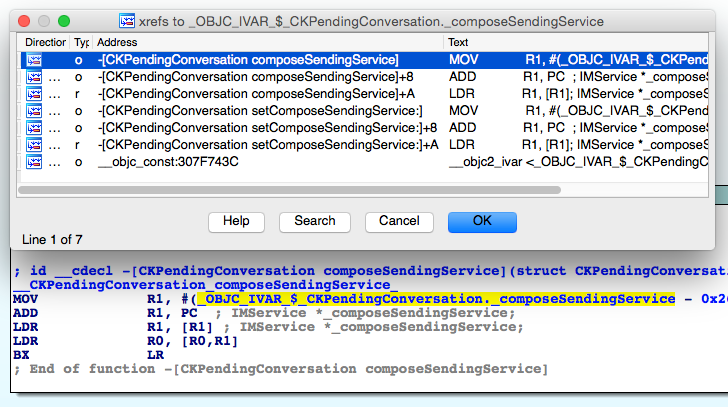 xrefs to _OBJC_IVAR_$_CKPendingConversation._composeSendingService
Direction Typ Address Text
o -[CKPendingConversation composeSendingService] MOV R1, #(_OBJC_IVAR_$_CKPendi
... o -[CKPendingConversation composeSendingService]+8 ADD R1, PC ; IMService *_composeS
... r -[CKPendingConversation composeSendingService]+A LDR R1, [R1]; IMService *_composeS
... o -[CKPendingConversation setComposeSendingService:] MOV R1, #(_OBJC_IVAR_$_CKPendi
... o -[CKPendingConversation setComposeSendingService:]+8 ADD R1, PC ; IMService *_composeS
... r -[CKPendingConversation setComposeSendingService:]+A LDR R1, [R1]; IMService *_composeS
... o __objc_const:307F743C __objc2_ivar <_OBJC_IVAR_$_CKPendingC
Help Search Cancel OK
Line 1 of 7
; id __cdecl -[CKPendingConversation composeSendingService](struct CKPendingConversat
__CKPendingConversation_composeSendingService_
MOV R1, #(_OBJC_IVAR_$_CKPendingConversation._composeSendingService - 0x26
ADD R1, PC ; IMService *_composeSendingService;
LDR R1, [R1] ; IMService *_composeSendingService;
LDR R0, [R0,R1]
BX LR
; End of function -[CKPendingConversation composeSendingService]